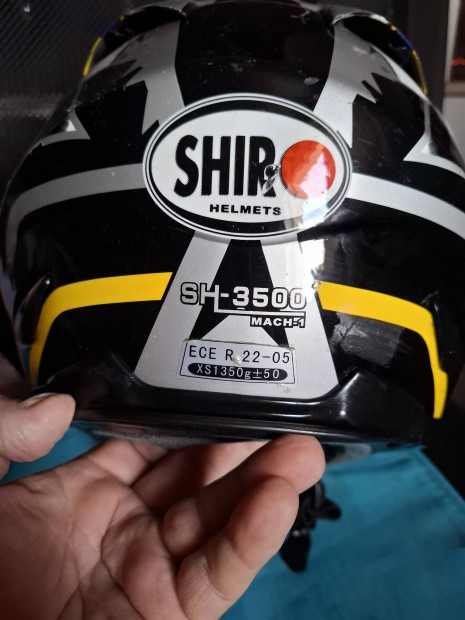 SHIRO
HELMETS
SH-3500
MACH-1
ECE R 22-05
XS1350g±50